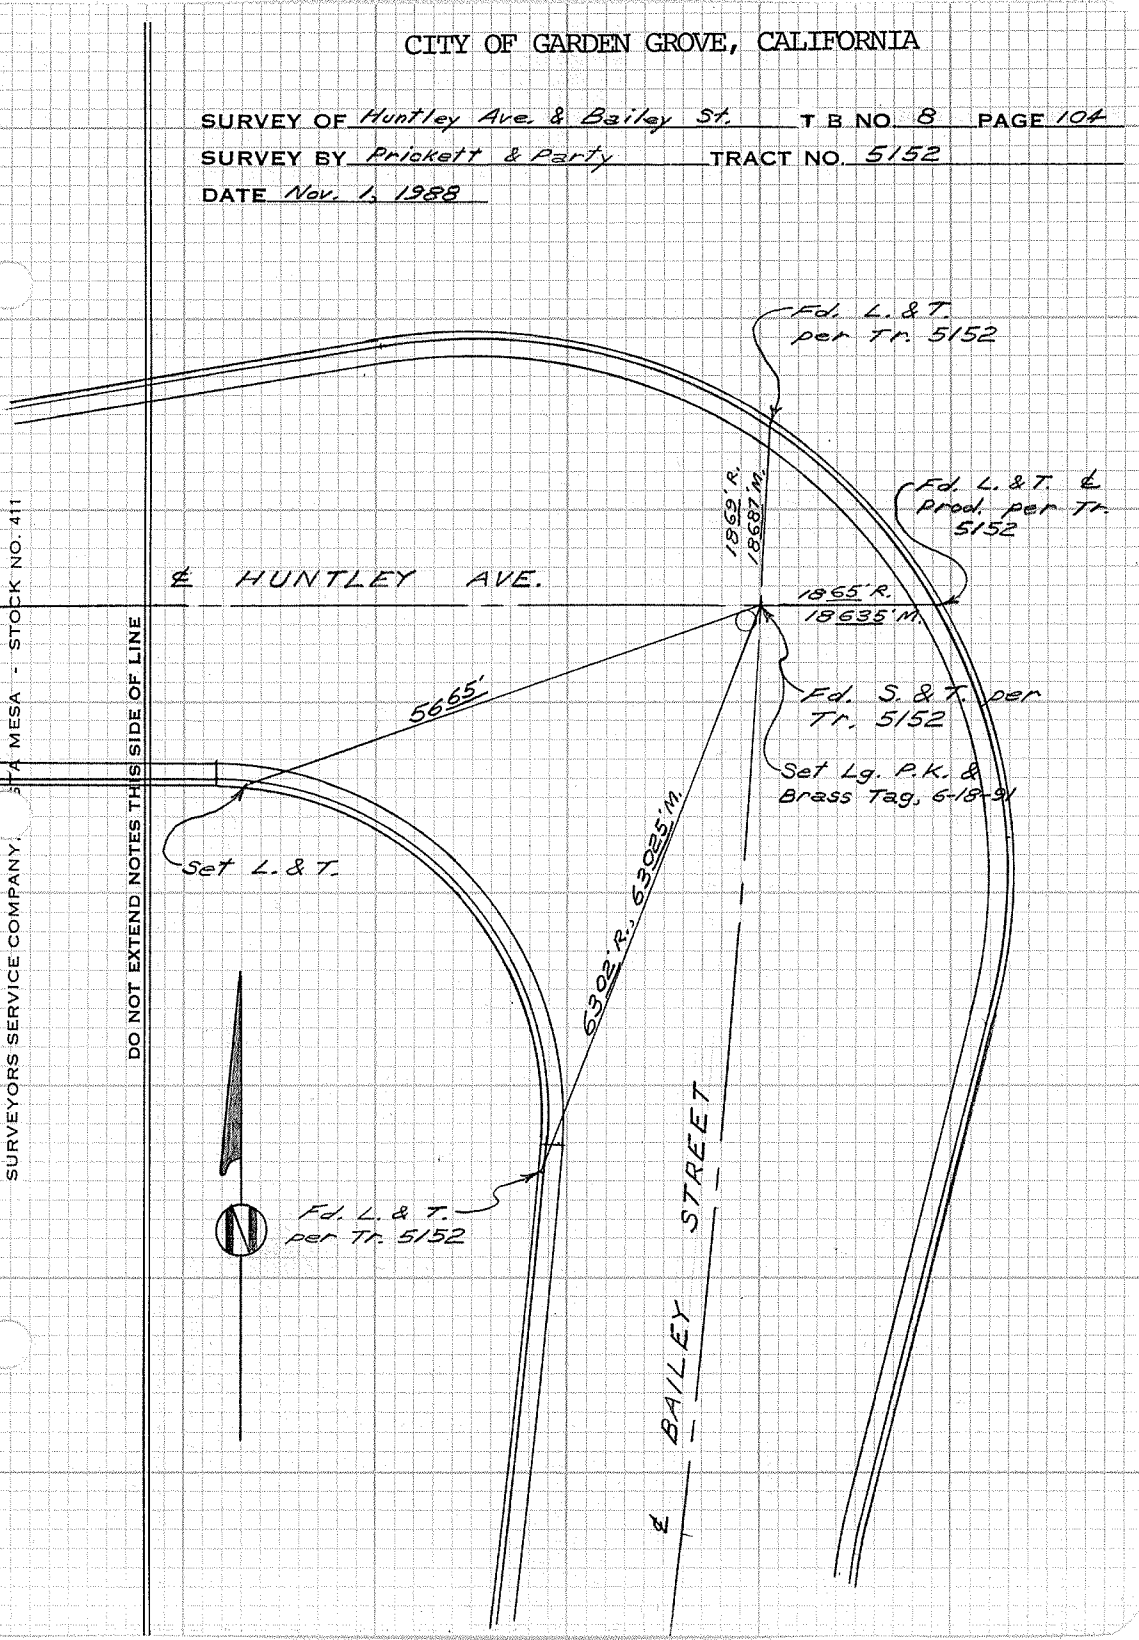 CITY OF GARDEN GROVE, CALIFORNIA
SURVEY OF Huntley Ave. & Bailey St. T B NO. 8 PAGE 104
SURVEY BY Prickett & Party TRACT NO. 5152
DATE Nov. 1, 1988
Fd. L. & T.
per Tr. 5152
1869' R.
18687' M.
Fd. L. & T. ℄
prod. per Tr.
5152
℄ HUNTLEY AVE.
1865' R.
18635' M.
5665'
Fd. S. & T. per
Tr. 5152
Set Lg. P.K. &
Brass Tag, 6-18-91
Set L. & T.
6302' R., 63025' M.
Fd. L. & T.
per Tr. 5152
N
℄ BAILEY STREET
DO NOT EXTEND NOTES THIS SIDE OF LINE
SURVEYORS SERVICE COMPANY, STA MESA - STOCK NO. 411